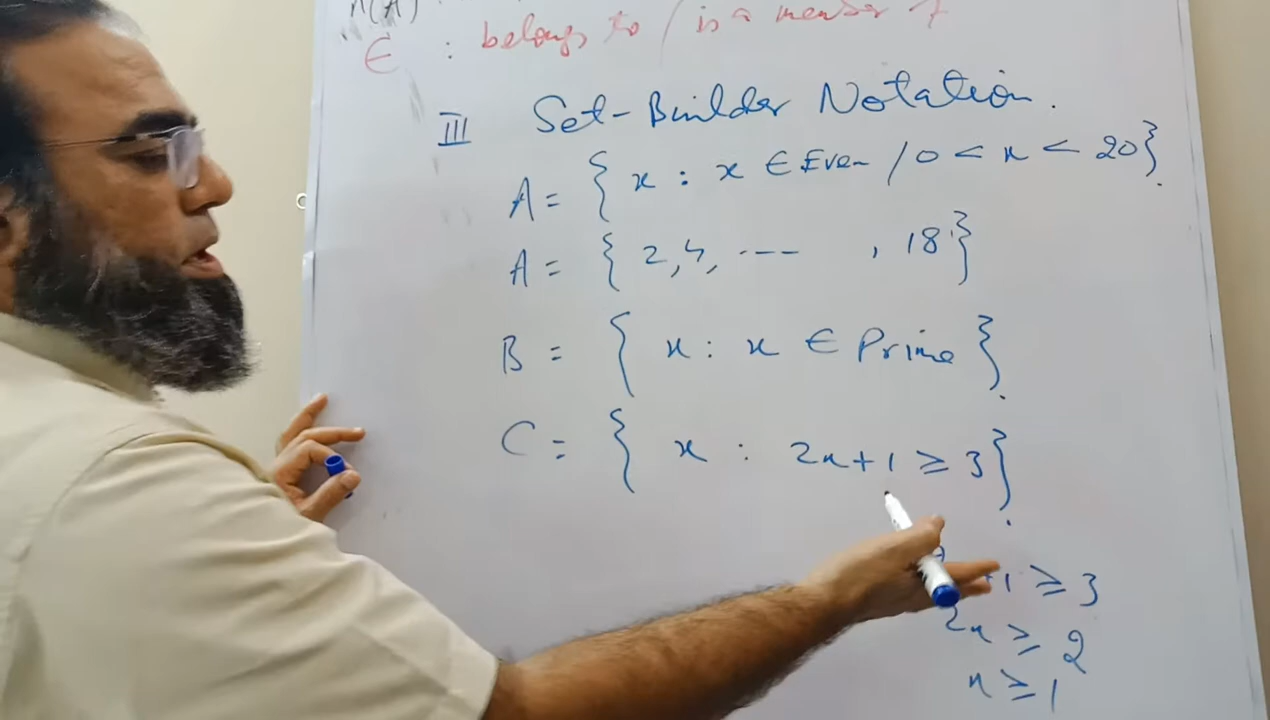 n(A)
∈ : belongs to / is a member of
III Set-Builder Notation.
A = { x : x ∈ Even / 0 < x < 20}.
A = { 2, 4, ---- , 18}
B = { x : x ∈ Prime }.
C = { x : 2x+1 ≥ 3}.
+1 ≥ 3
2x ≥ 2
x ≥ 1